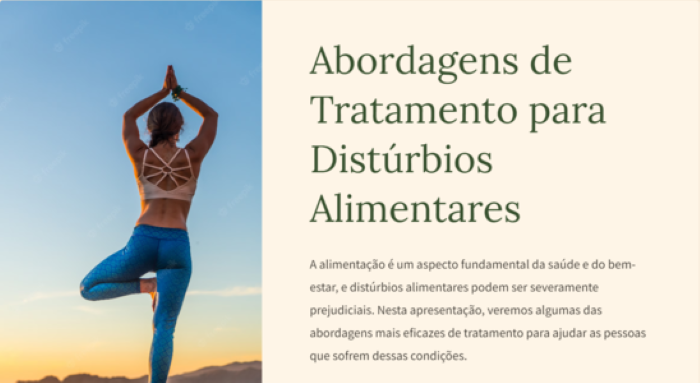 Abordagens de
Tratamento para
Distúrbios
Alimentares
A alimentação é um aspecto fundamental da saúde e do bem-
estar, e distúrbios alimentares podem ser severamente
prejudiciais. Nesta apresentação, veremos algumas das
abordagens mais eficazes de tratamento para ajudar as pessoas
que sofrem dessas condições.